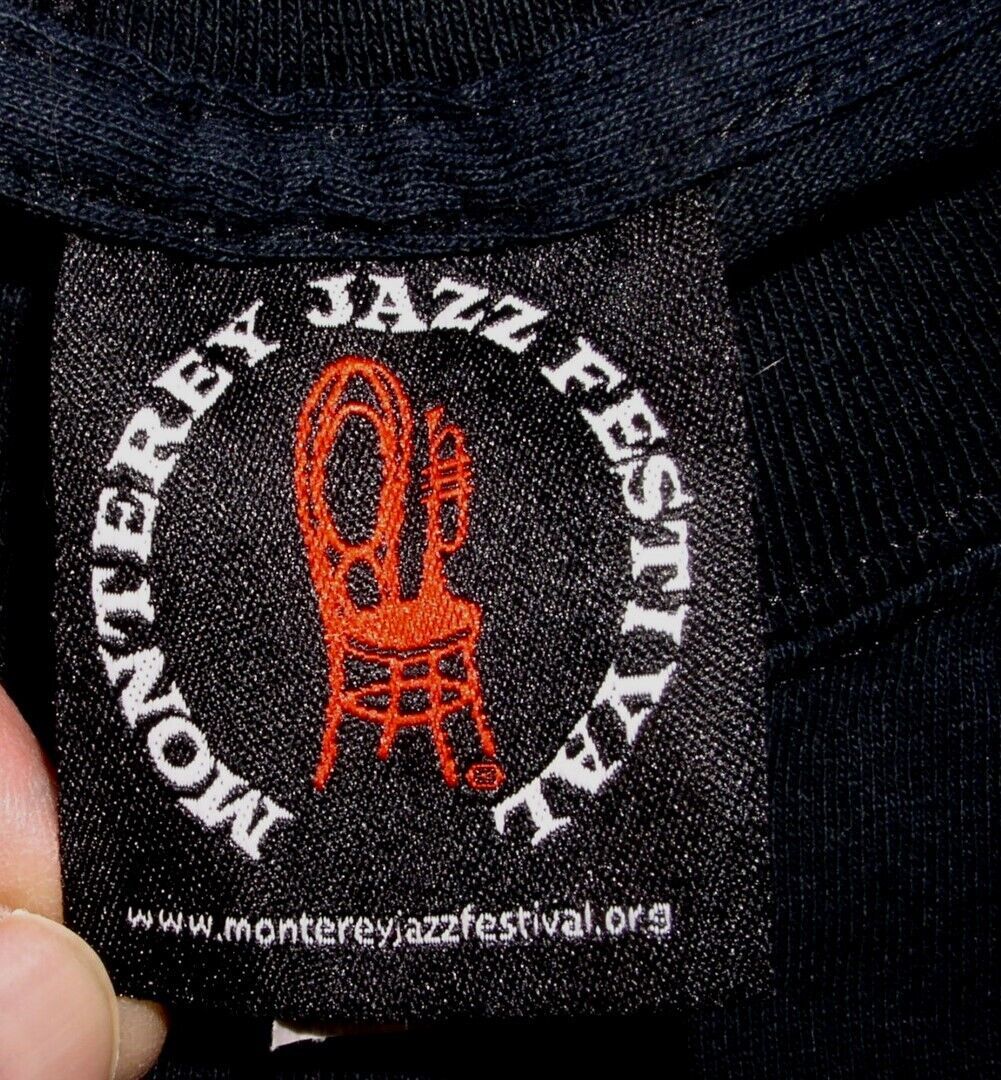 MONTEREY JAZZ FESTIVAL
www.montereyjazzfestival.org